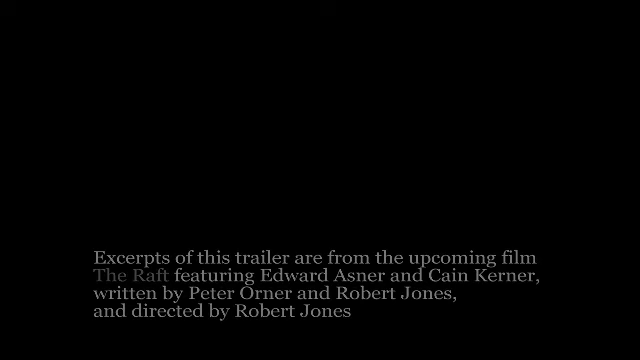 Excerpts of this trailer are from the upcoming film
The Raft featuring Edward Asner and Cain Kerner,
written by Peter Orner and Robert Jones,
and directed by Robert Jones